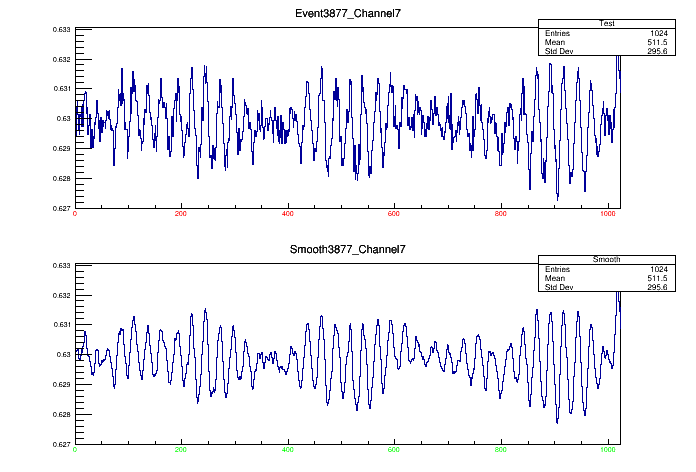 Event3877_Channel7
Test
Entries 1024
Mean 511.5
Std Dev 295.6
0.633
0.632
0.631
0.63
0.629
0.628
0.627
0 200 400 600 800 1000
Smooth3877_Channel7
Smooth
Entries 1024
Mean 511.5
Std Dev 295.6
0.633
0.632
0.631
0.63
0.629
0.628
0.627
0 200 400 600 800 1000